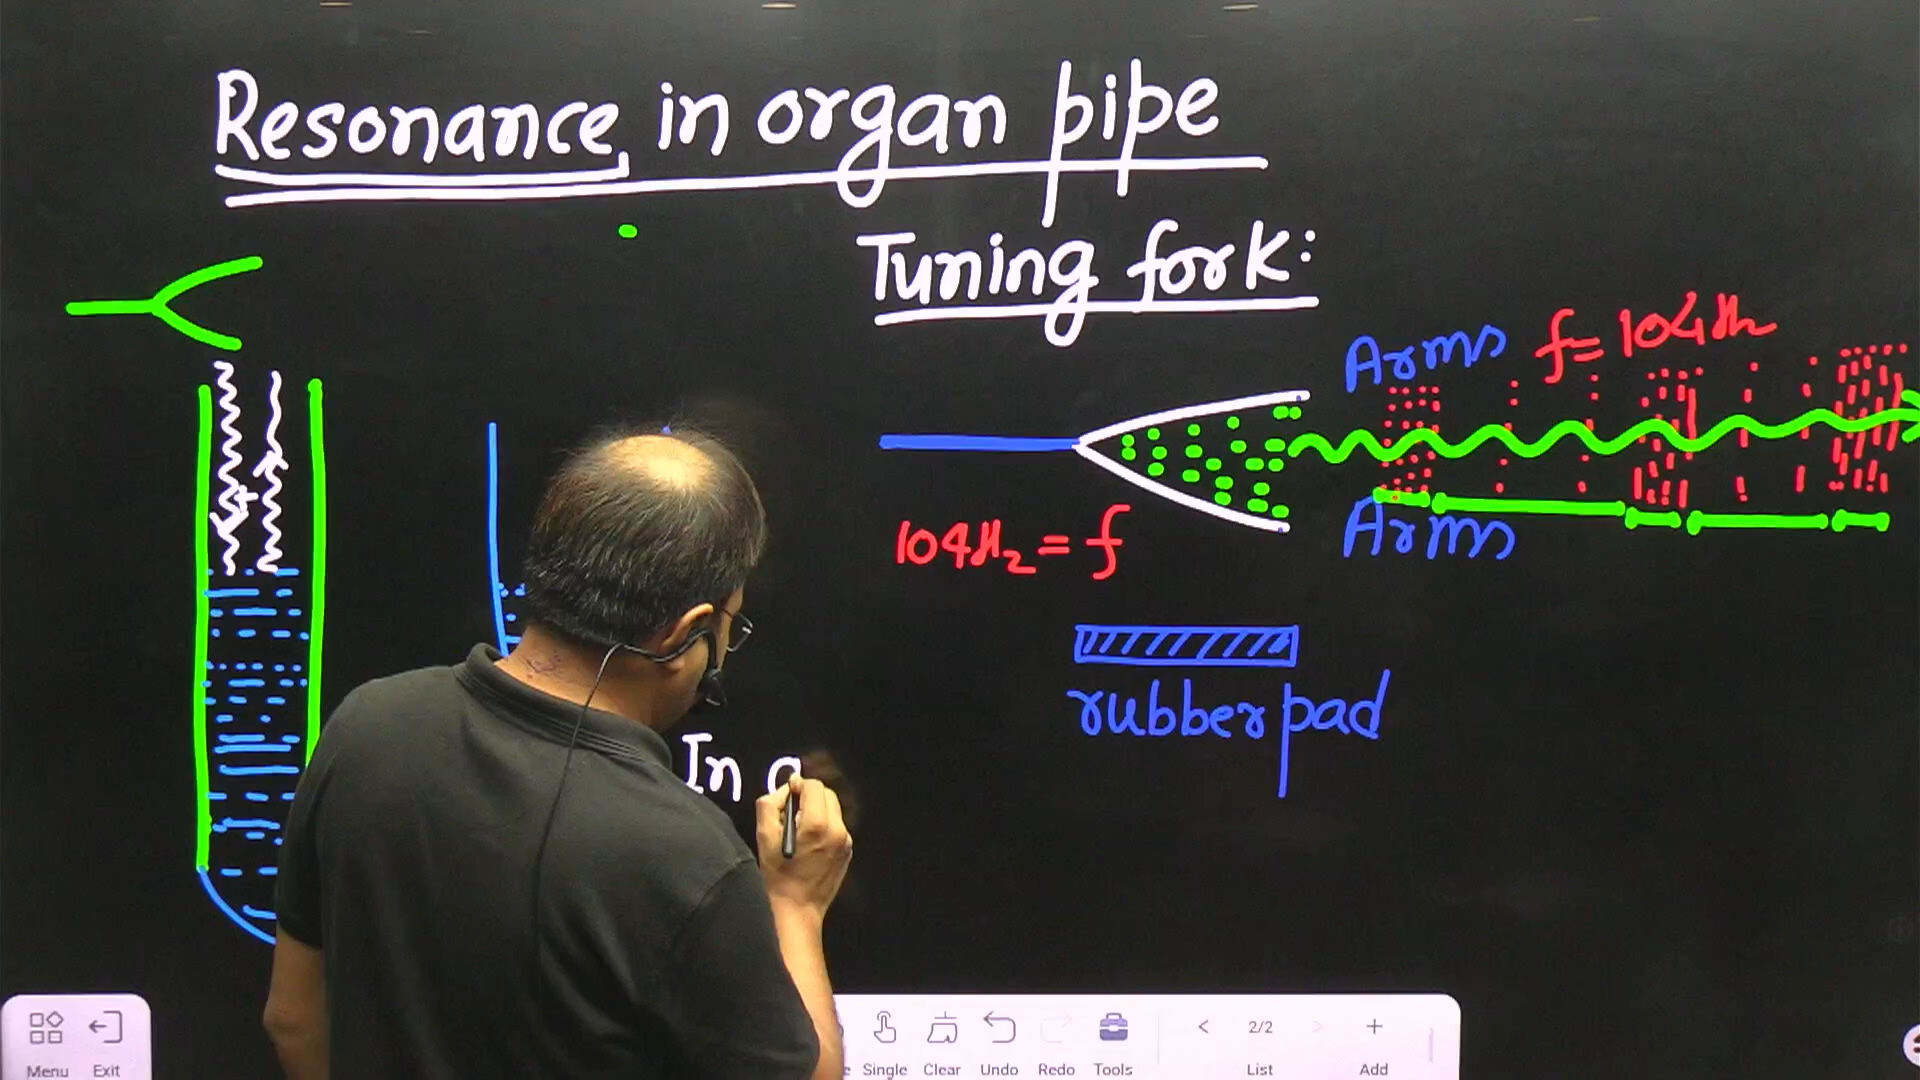 Resonance in organ pipe
Tuning fork:
Arms f = 104Hz
104Hz = f
Arms
rubber pad
In
Menu Exit Single Clear Undo Redo Tools < 2/2 > List + Add